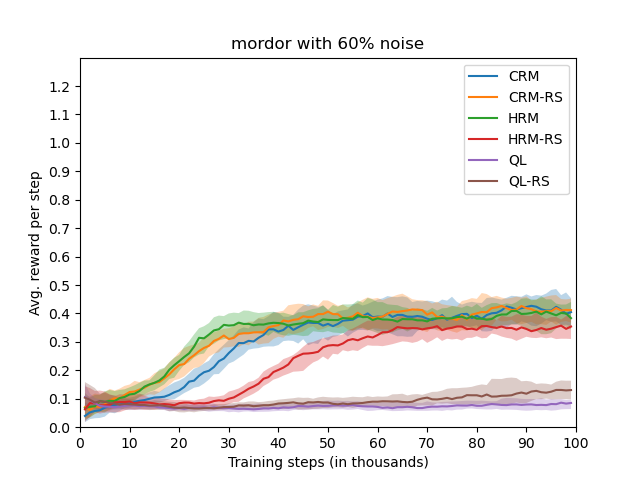 mordor with 60% noise
CRM
CRM-RS
HRM
HRM-RS
QL
QL-RS
Avg. reward per step
1.2
1.1
1.0
0.9
0.8
0.7
0.6
0.5
0.4
0.3
0.2
0.1
0.0
0 10 20 30 40 50 60 70 80 90 100
Training steps (in thousands)